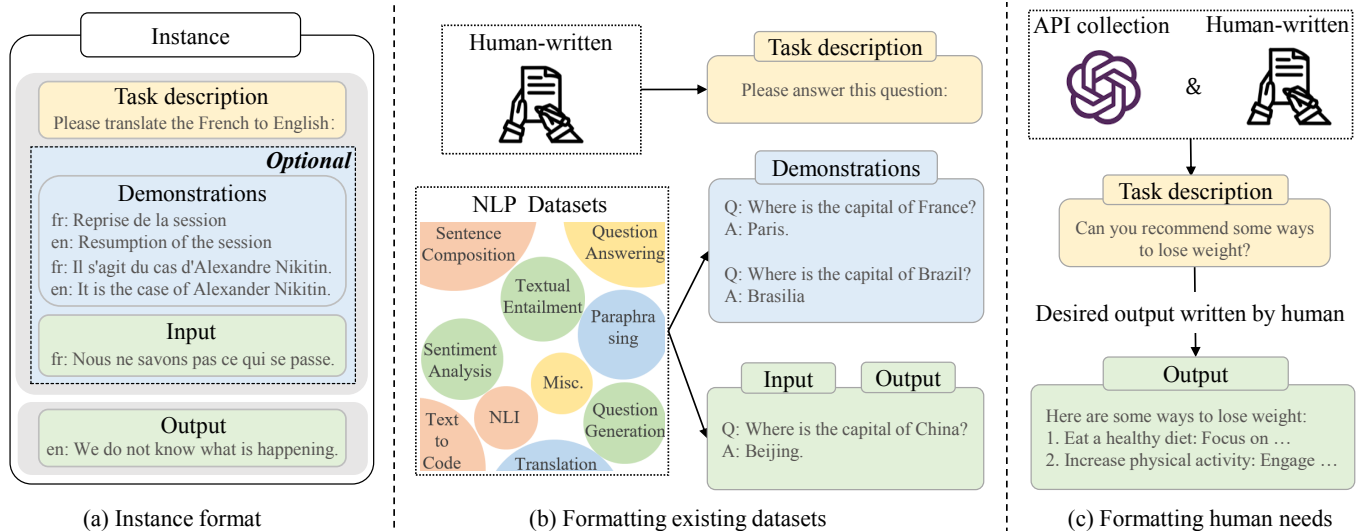 Instance
Task description
Please translate the French to English:
Optional
Demonstrations
fr: Reprise de la session
en: Resumption of the session
fr: Il s'agit du cas d'Alexandre Nikitin.
en: It is the case of Alexander Nikitin.
Input
fr: Nous ne savons pas ce qui se passe.
Output
en: We do not know what is happening.
(a) Instance format
Human-written
Task description
Please answer this question:
NLP Datasets
Sentence
Composition
Question
Answering
Textual
Entailment
Paraphra
sing
Sentiment
Analysis
Misc.
NLI
Question
Generation
Text
to
Code
Translation
Demonstrations
Q: Where is the capital of France?
A: Paris.
Q: Where is the capital of Brazil?
A: Brasilia
Input
Output
Q: Where is the capital of China?
A: Beijing.
(b) Formatting existing datasets
API collection
&
Human-written
Task description
Can you recommend some ways
to lose weight?
Desired output written by human
Output
Here are some ways to lose weight:
1. Eat a healthy diet: Focus on …
2. Increase physical activity: Engage …
(c) Formatting human needs